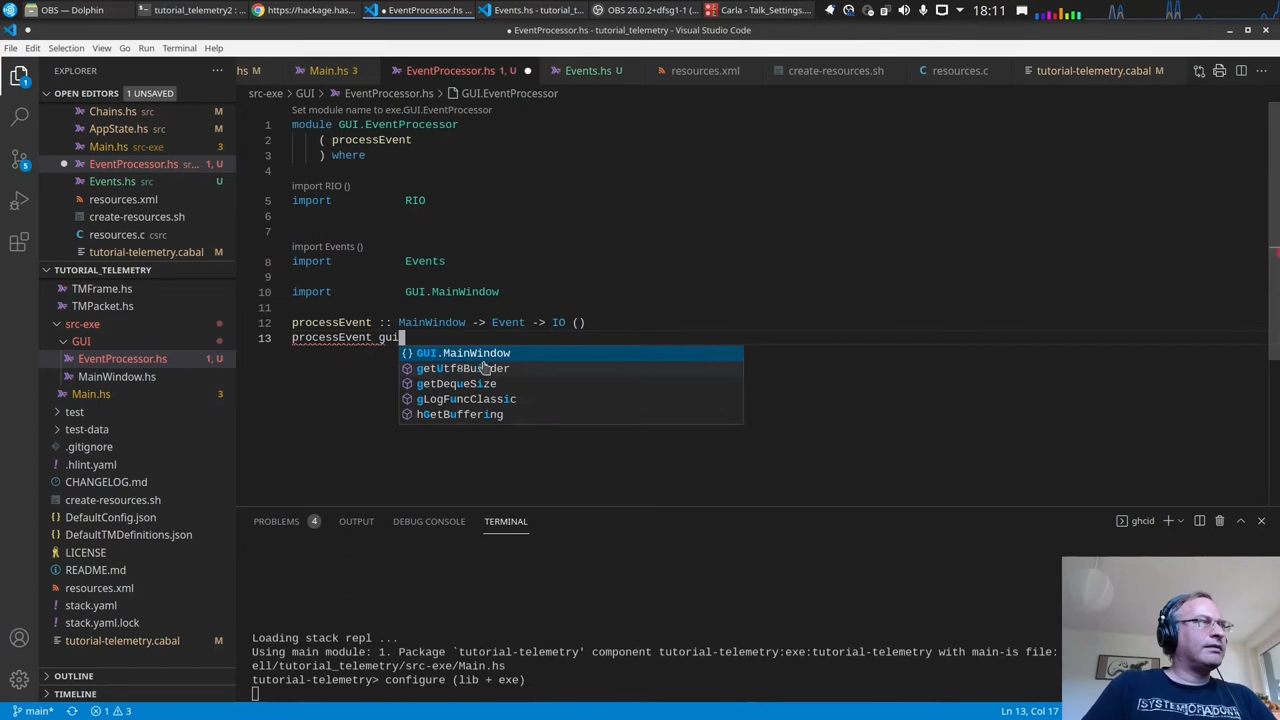 OBS — Dolphin
tutorial_telemetry2 : ...
https://hackage.has...
● EventProcessor.hs ...
Events.hs - tutorial_t...
OBS 26.0.2+dfsg1-1 (...
Carla - Talk_Settings....
18:11
● EventProcessor.hs - tutorial_telemetry - Visual Studio Code
File Edit Selection View Go Run Terminal Help
EXPLORER ...
.hs M
Main.hs 3
EventProcessor.hs 1, U ●
Events.hs U
resources.xml
create-resources.sh
resources.c
tutorial-telemetry.cabal M
OPEN EDITORS 1 UNSAVED
Chains.hs src M
AppState.hs src M
Main.hs src-exe 3
● EventProcessor.hs sr... 1, U
Events.hs src U
resources.xml
create-resources.sh
resources.c csrc
tutorial-telemetry.cabal M
TUTORIAL_TELEMETRY
TMFrame.hs
TMPacket.hs
src-exe
GUI
EventProcessor.hs 1, U
MainWindow.hs
Main.hs 3
test
test-data
.gitignore
.hlint.yaml
CHANGELOG.md
create-resources.sh
DefaultConfig.json
DefaultTMDefinitions.json
LICENSE
README.md
resources.xml
stack.yaml
stack.yaml.lock
tutorial-telemetry.cabal M
OUTLINE
TIMELINE
src-exe > GUI > EventProcessor.hs > GUI.EventProcessor
Set module name to exe.GUI.EventProcessor
1 module GUI.EventProcessor
2 ( processEvent
3 ) where
4
import RIO ()
5 import RIO
6
7
import Events ()
8 import Events
9
10 import GUI.MainWindow
11
12 processEvent :: MainWindow -> Event -> IO ()
13 processEvent gui
{} GUI.MainWindow
getUtf8Builder
getDequeSize
gLogFuncClassic
hGetBuffering
PROBLEMS 4 OUTPUT DEBUG CONSOLE TERMINAL
ghcid
Loading stack repl ...
Using main module: 1. Package `tutorial-telemetry' component tutorial-telemetry:exe:tutorial-telemetry with main-is file:
ell/tutorial_telemetry/src-exe/Main.hs
tutorial-telemetry> configure (lib + exe)
main* 1 3
Ln 13, Col 17